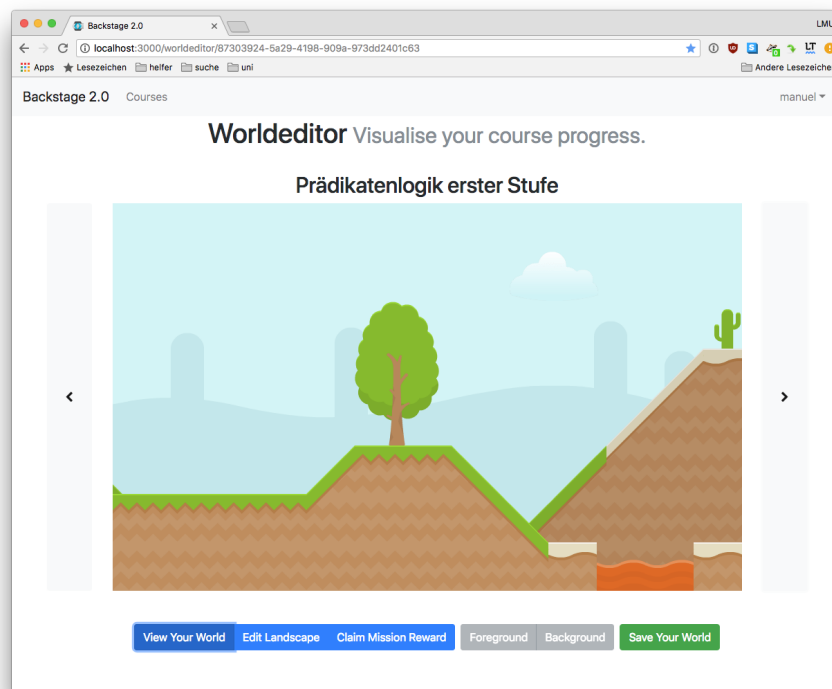 Backstage 2.0
LMU
localhost:3000/worldeditor/87303924-5a29-4198-909a-973dd2401c63
Apps Lesezeichen helfer suche uni Andere Lesezeichen
Backstage 2.0 Courses manuel
Worldeditor Visualise your course progress.
Prädikatenlogik erster Stufe
View Your World Edit Landscape Claim Mission Reward Foreground Background Save Your World